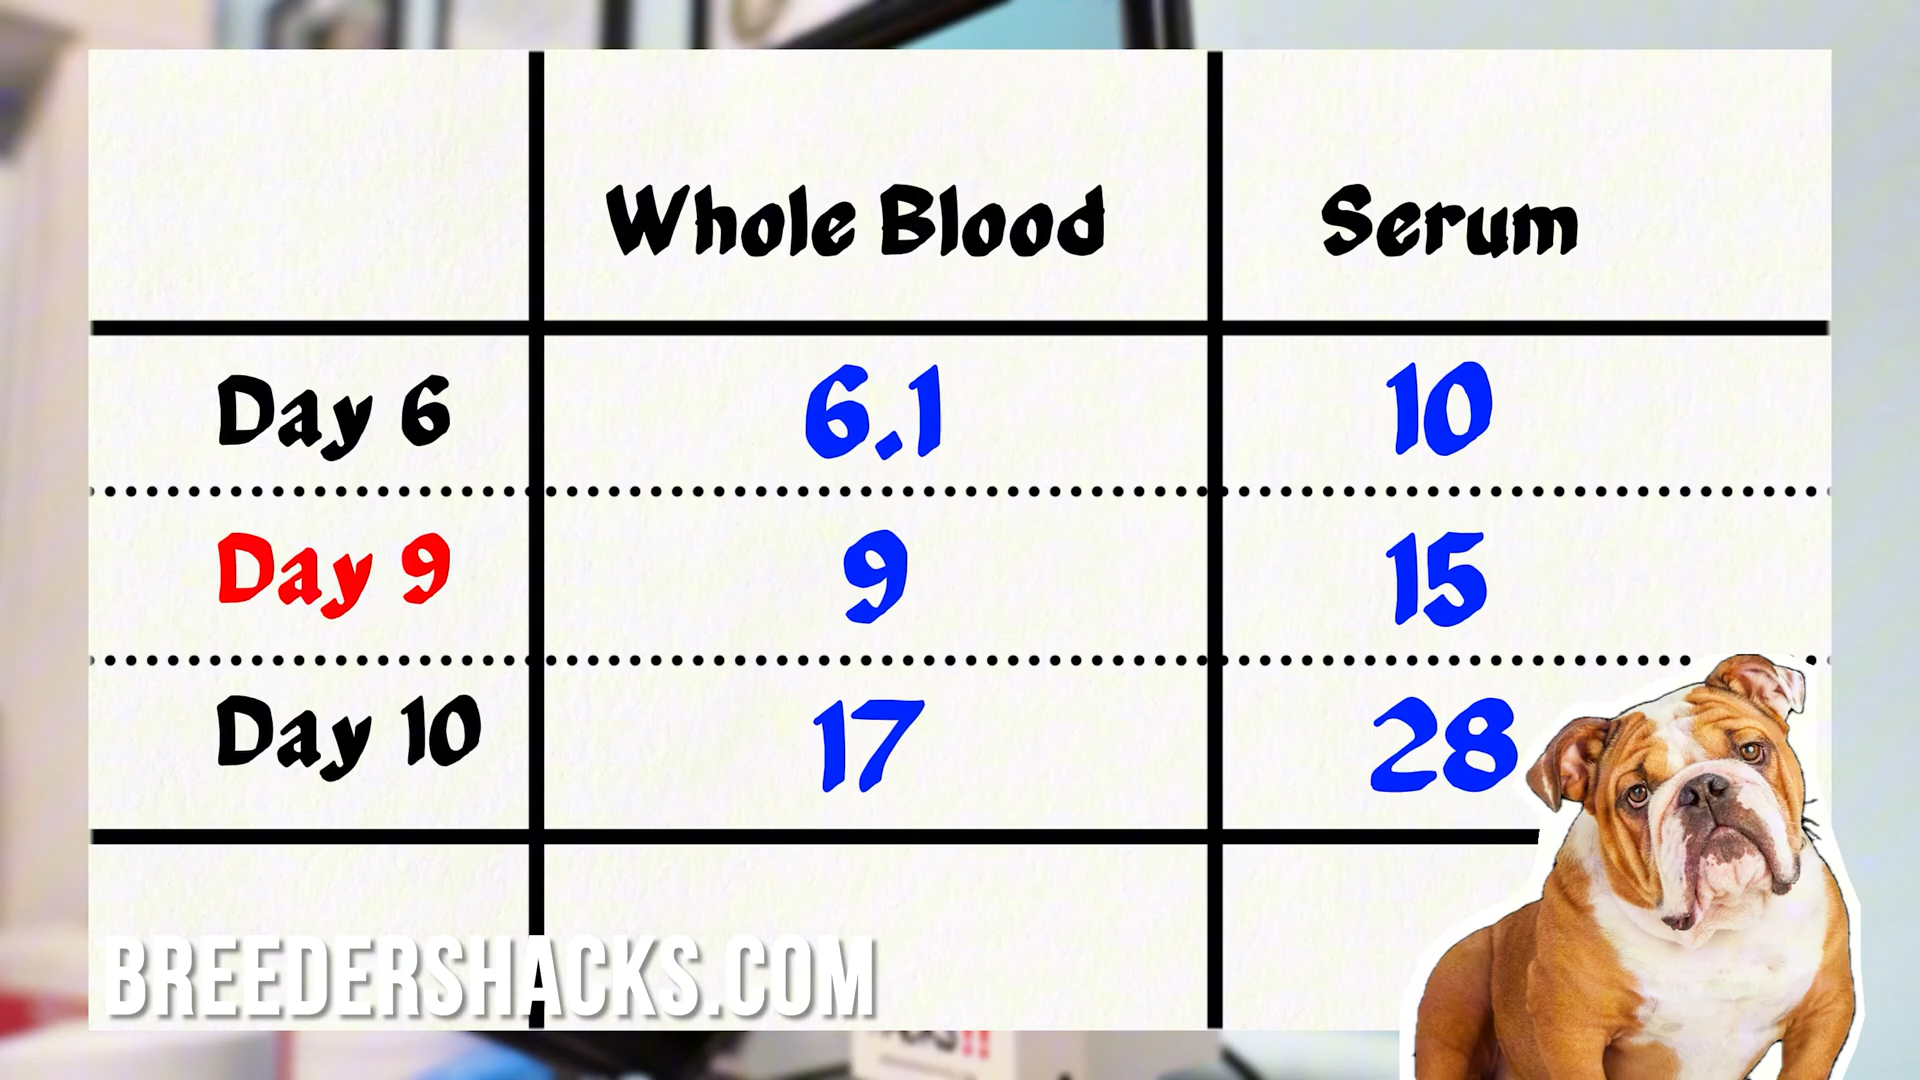 Whole Blood Serum
Day 6 6.1 10
Day 9 9 15
Day 10 17 28
BREEDERSHACKS.COM